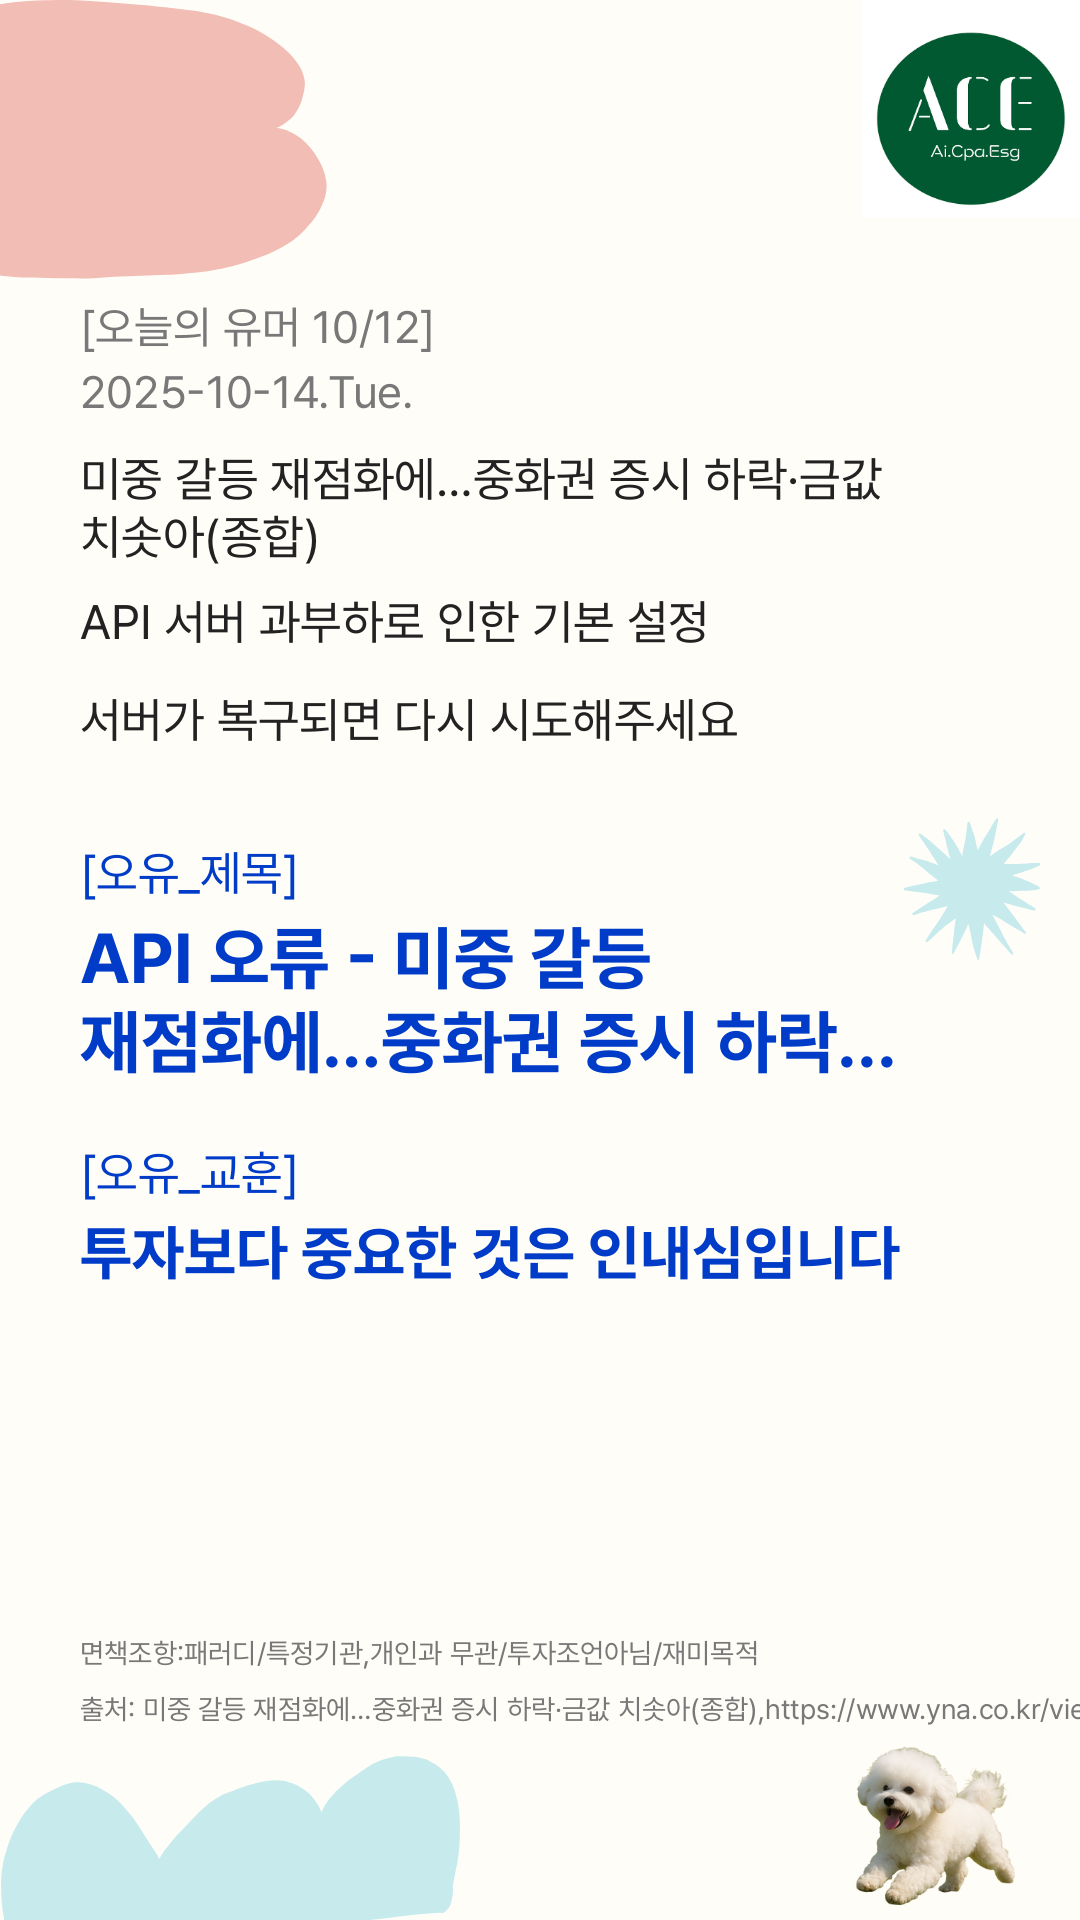 ACE
Ai.Cpa.Esg
[오늘의 유머 10/12]
2025-10-14.Tue.
미중 갈등 재점화에...중화권 증시 하락·금값
치솟아(종합)
API 서버 과부하로 인한 기본 설정
서버가 복구되면 다시 시도해주세요
[오유_제목]
API 오류 - 미중 갈등
재점화에...중화권 증시 하락...
[오유_교훈]
투자보다 중요한 것은 인내심입니다
면책조항:패러디/특정기관,개인과 무관/투자조언아님/재미목적
출처: 미중 갈등 재점화에...중화권 증시 하락·금값 치솟아(종합),https://www.yna.co.kr/vie